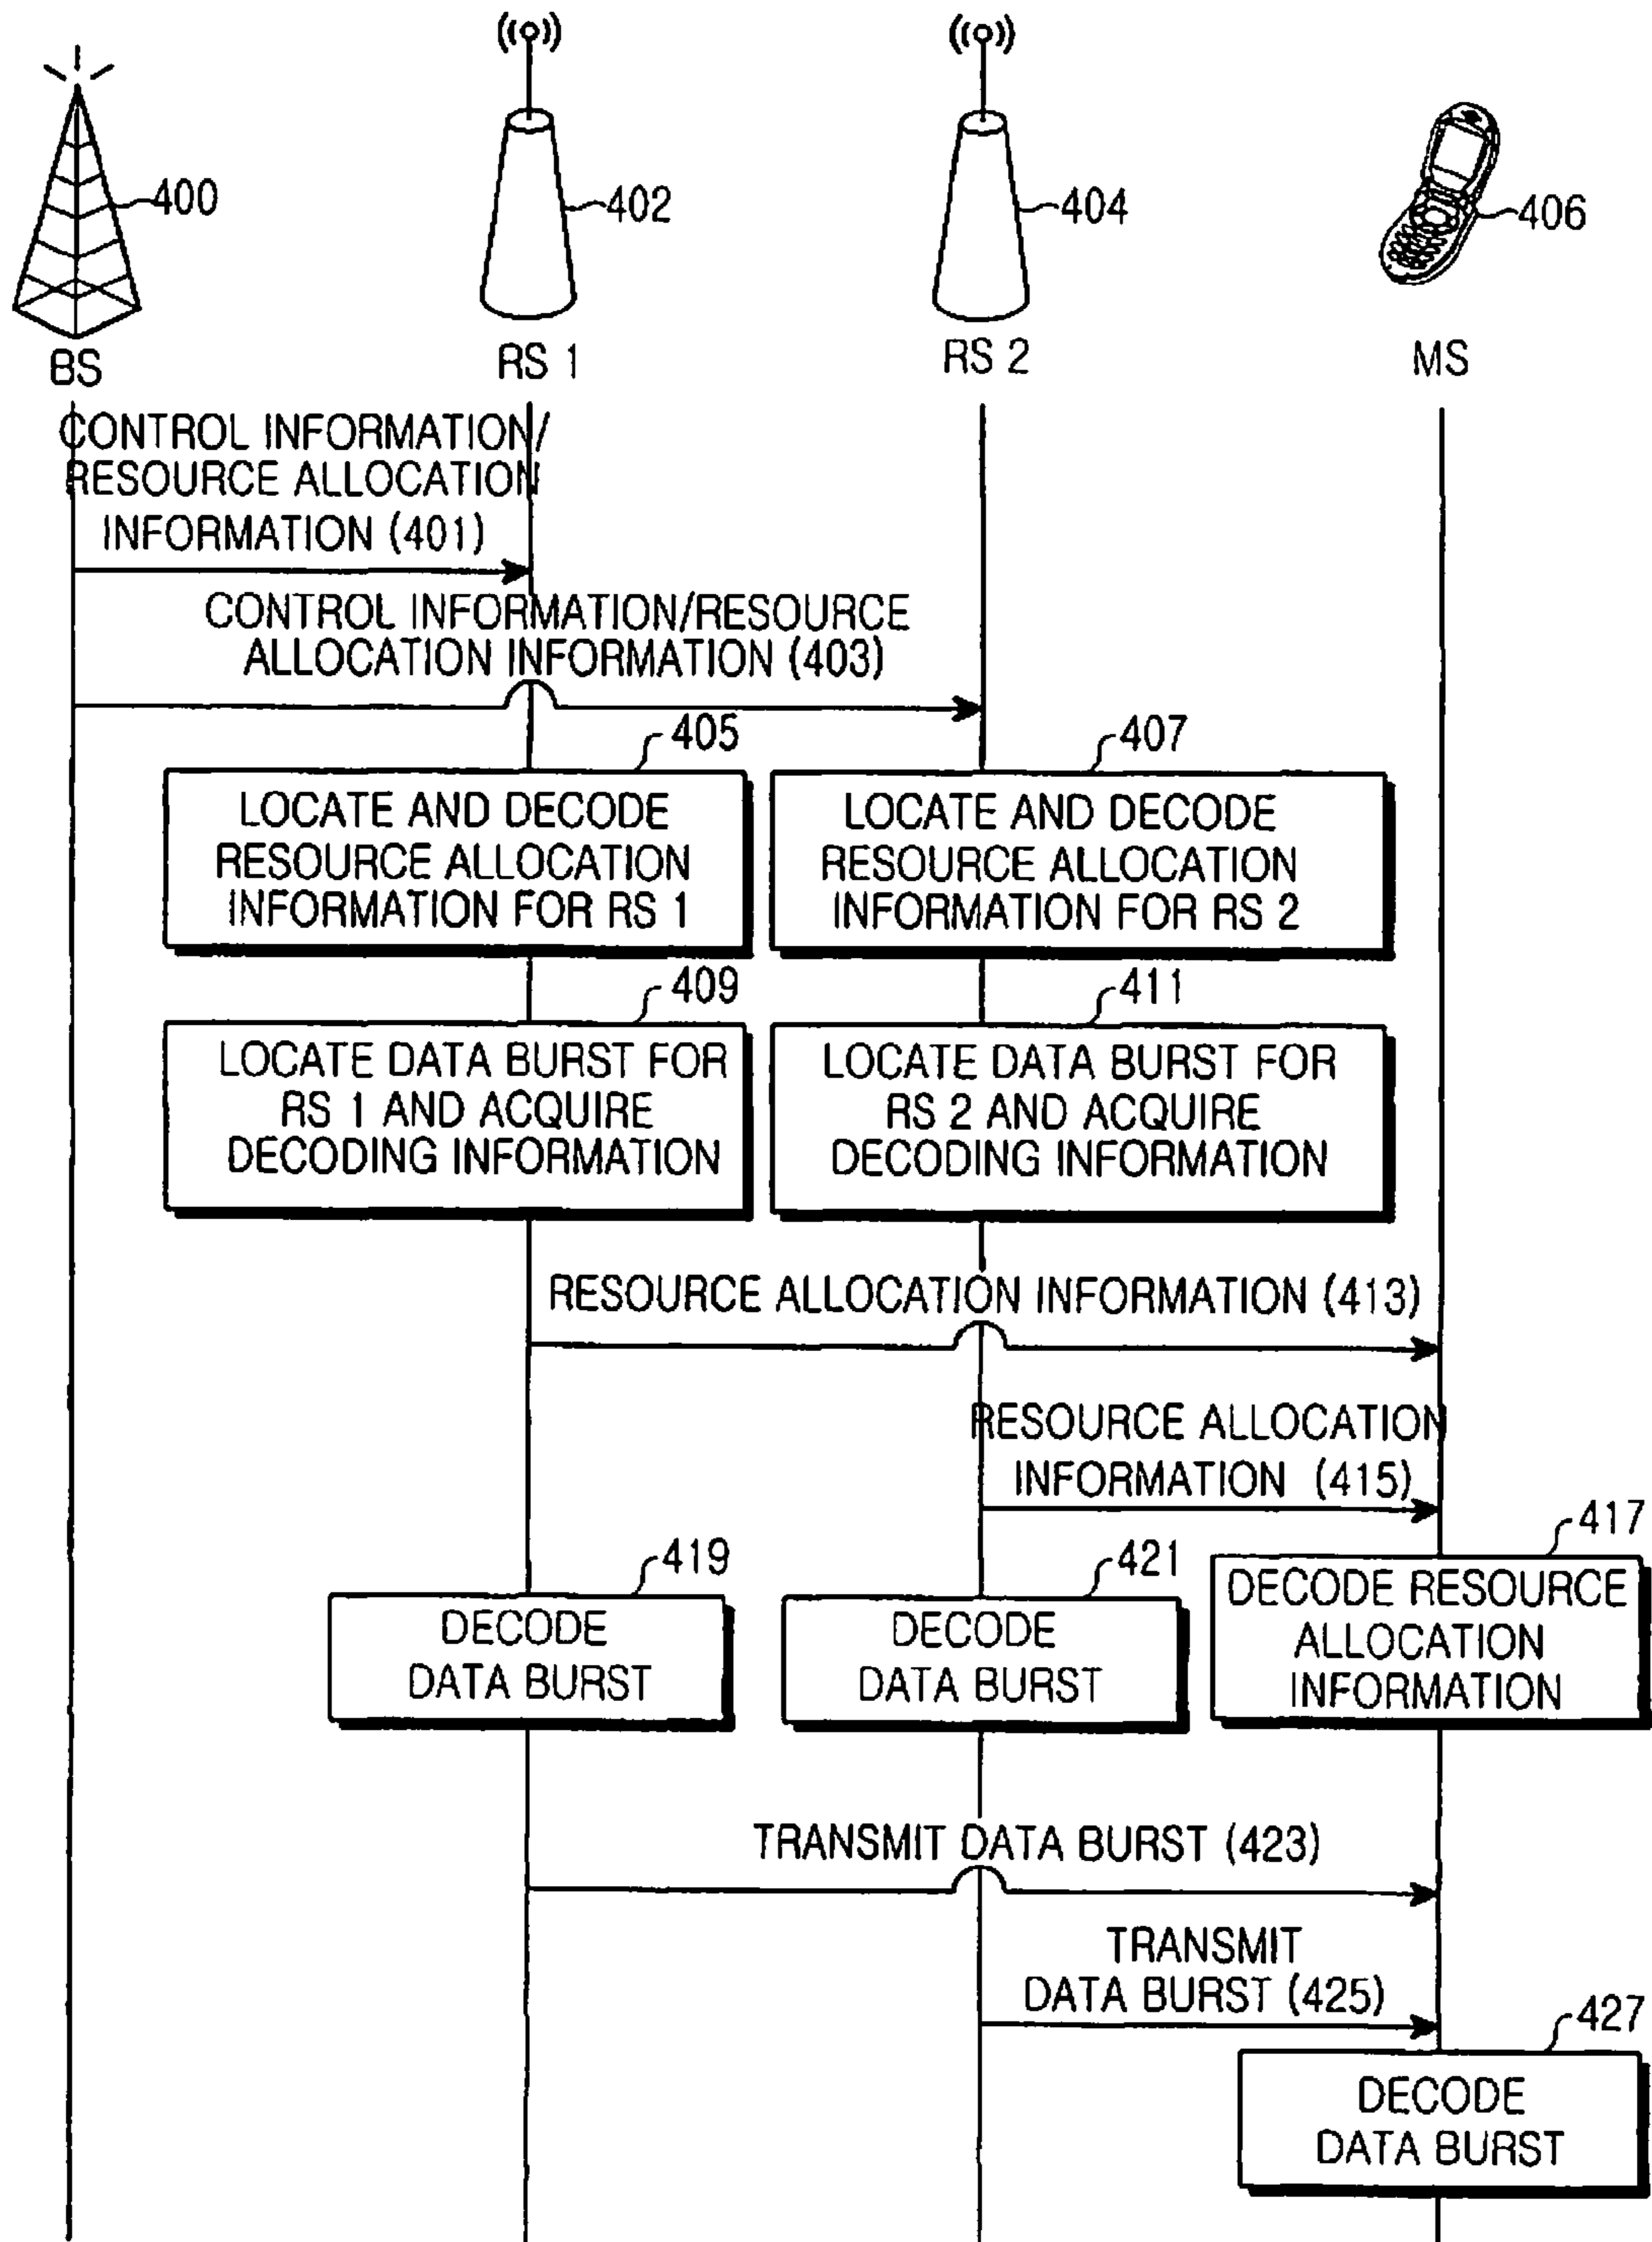 400
402
404
406
BS
RS 1
RS 2
MS
CONTROL INFORMATION/
RESOURCE ALLOCATION
INFORMATION (401)
CONTROL INFORMATION/RESOURCE
ALLOCATION INFORMATION (403)
405
LOCATE AND DECODE
RESOURCE ALLOCATION
INFORMATION FOR RS 1
407
LOCATE AND DECODE
RESOURCE ALLOCATION
INFORMATION FOR RS 2
409
LOCATE DATA BURST FOR
RS 1 AND ACQUIRE
DECODING INFORMATION
411
LOCATE DATA BURST FOR
RS 2 AND ACQUIRE
DECODING INFORMATION
RESOURCE ALLOCATION INFORMATION (413)
RESOURCE ALLOCATION
INFORMATION (415)
419
DECODE
DATA BURST
421
DECODE
DATA BURST
417
DECODE RESOURCE
ALLOCATION
INFORMATION
TRANSMIT DATA BURST (423)
TRANSMIT
DATA BURST (425)
427
DECODE
DATA BURST